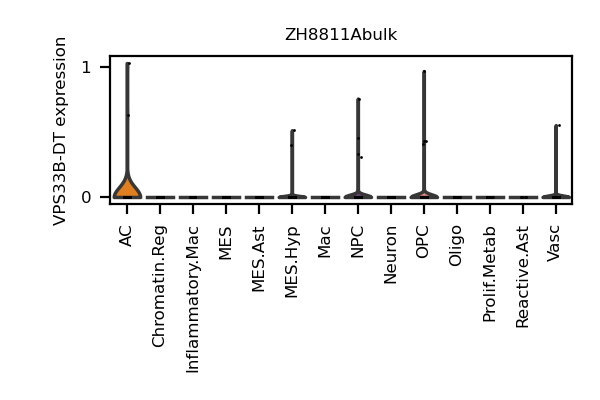 ZH8811Abulk
VPS33B-DT expression
1
0
AC
Chromatin.Reg
Inflammatory.Mac
MES
MES.Ast
MES.Hyp
Mac
NPC
Neuron
OPC
Oligo
Prolif.Metab
Reactive.Ast
Vasc